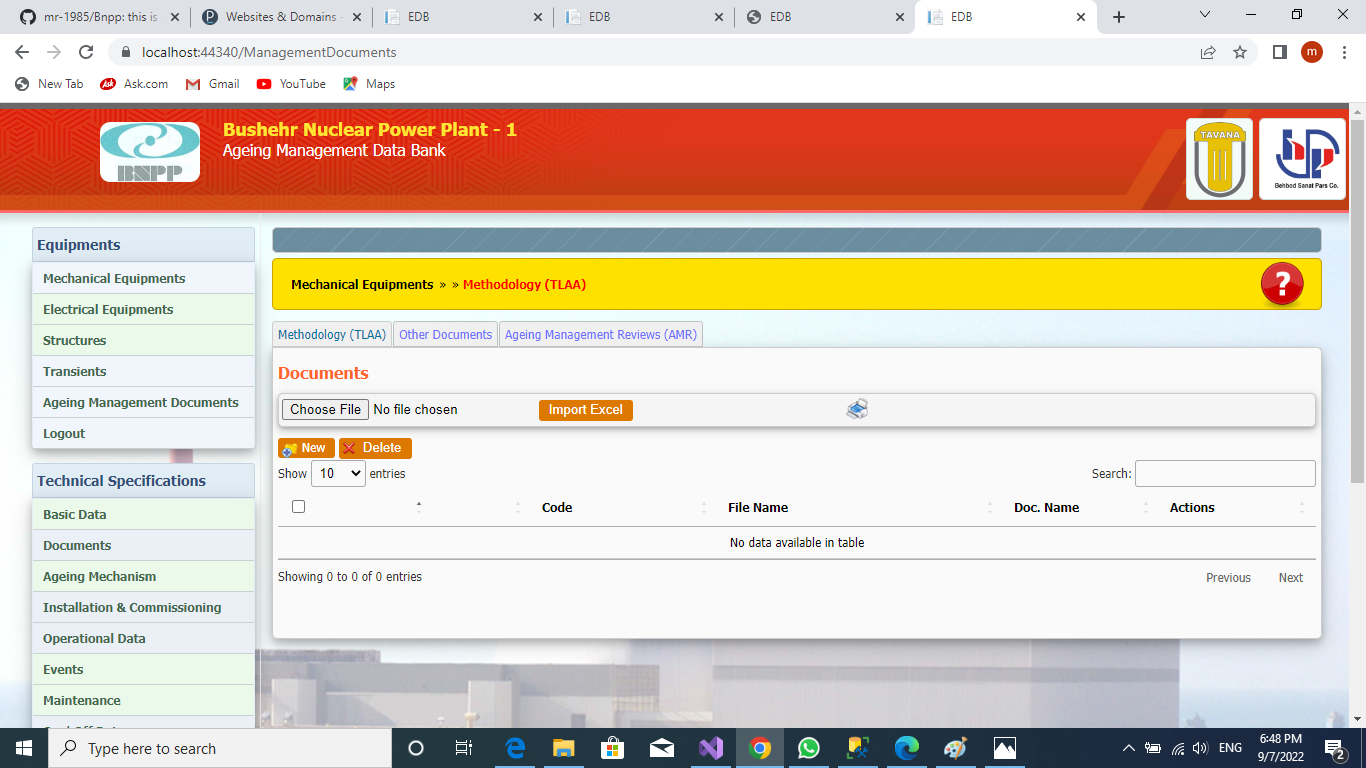 mr-1985/Bnpp: this is
Websites & Domains -
EDB
EDB
EDB
EDB
localhost:44340/ManagementDocuments
m
New Tab
Ask
Ask.com
Gmail
YouTube
Maps
BNPP
Bushehr Nuclear Power Plant - 1
Ageing Management Data Bank
TAVANA
Behbod Sanat Pars Co.
Equipments
Mechanical Equipments
Electrical Equipments
Structures
Transients
Ageing Management Documents
Logout
Technical Specifications
Basic Data
Documents
Ageing Mechanism
Installation & Commissioning
Operational Data
Events
Maintenance
Mechanical Equipments » » Methodology (TLAA)
?
Methodology (TLAA)
Other Documents
Ageing Management Reviews (AMR)
Documents
Choose File No file chosen
Import Excel
New
Delete
Show 10 entries
Search:
Code
File Name
Doc. Name
Actions
No data available in table
Showing 0 to 0 of 0 entries
Previous
Next
Type here to search
ENG
6:48 PM
9/7/2022
2